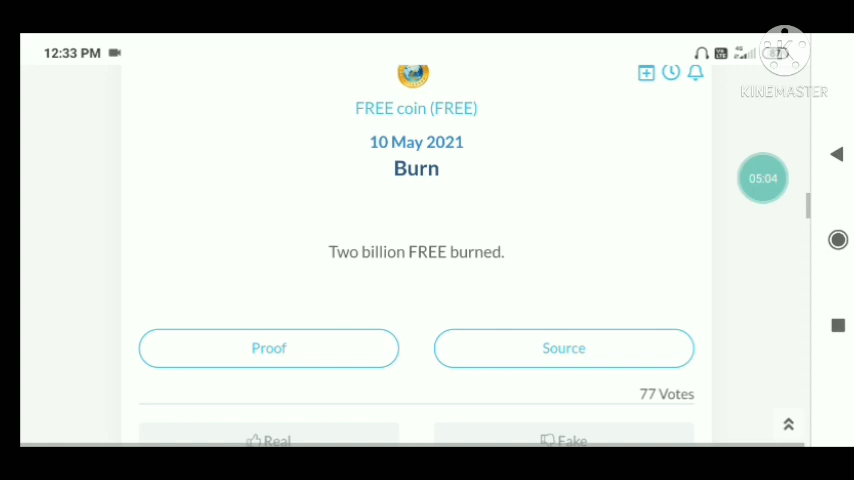 12:33 PM
KINEMASTER
FREE coin (FREE)
10 May 2021
Burn
05:04
Two billion FREE burned.
Proof
Source
77 Votes
Real
Fake